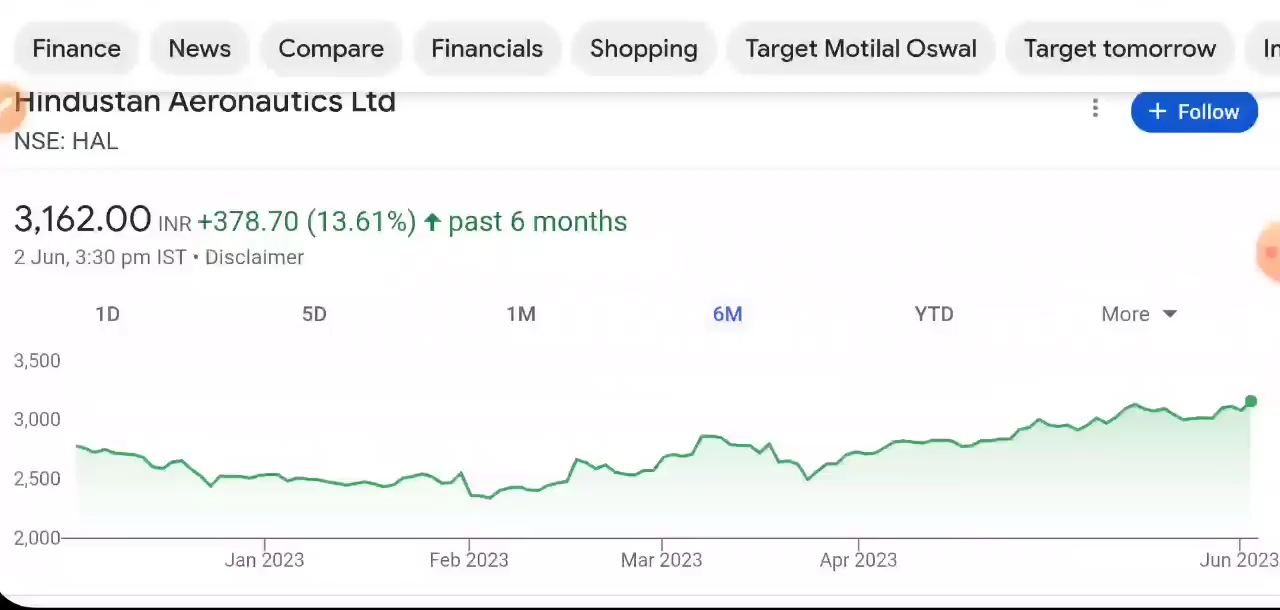 Finance News Compare Financials Shopping Target Motilal Oswal Target tomorrow
Hindustan Aeronautics Ltd
+ Follow
NSE: HAL
3,162.00 INR +378.70 (13.61%) ↑ past 6 months
2 Jun, 3:30 pm IST • Disclaimer
1D 5D 1M 6M YTD More
3,500
3,000
2,500
2,000
Jan 2023 Feb 2023 Mar 2023 Apr 2023 Jun 2023